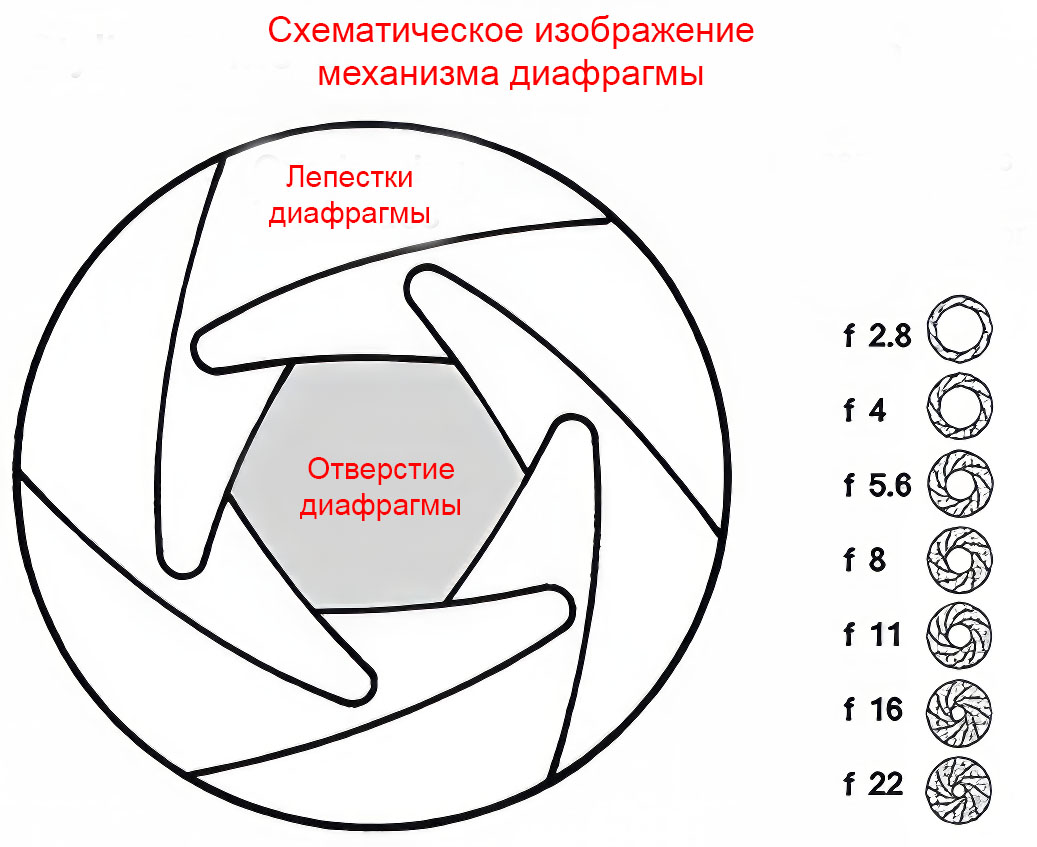 Схематическое изображение
механизма диафрагмы
Лепестки
диафрагмы
Отверстие
диафрагмы
f 2.8
f 4
f 5.6
f 8
f 11
f 16
f 22